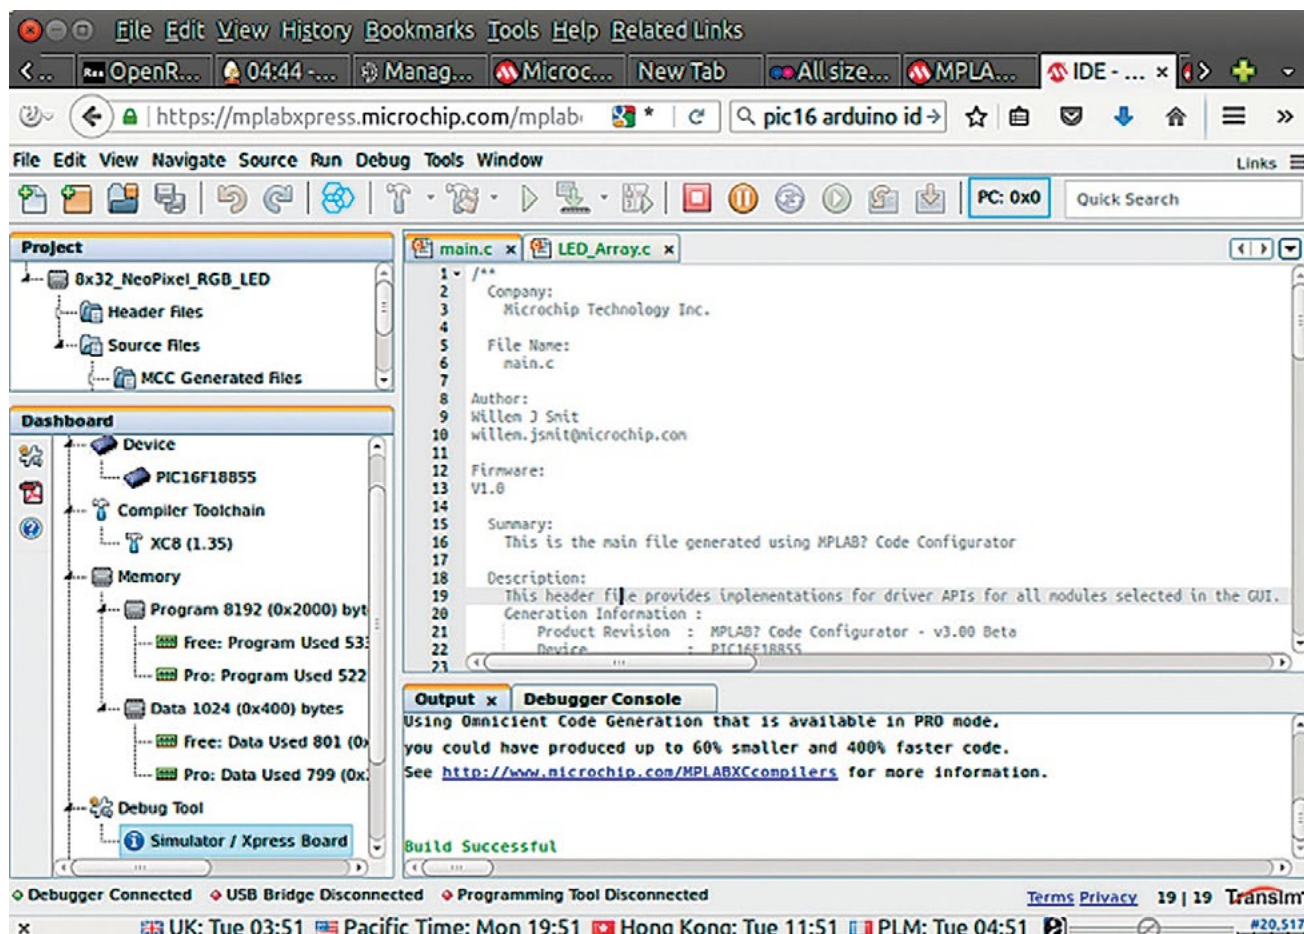 File Edit View History Bookmarks Tools Help Related Links
OpenR... 04:44 -... Manag... Microc... New Tab All size... MPLA... IDE - ... ×
https://mplabxpress.microchip.com/mplab * pic16 arduino id
File Edit View Navigate Source Run Debug Tools Window
Links
PC: 0x0 Quick Search
Project
8x32_NeoPixel_RGB_LED
Header Files
Source Files
MCC Generated Files
Dashboard
Device
PIC16F18855
Compiler Toolchain
XC8 (1.35)
Memory
Program 8192 (0x2000) byt
Free: Program Used 533
Pro: Program Used 522
Data 1024 (0x400) bytes
Free: Data Used 801 (0x
Pro: Data Used 799 (0x
Debug Tool
Simulator / Xpress Board
main.c × LED_Array.c ×
1 /**
2 Company:
3 Microchip Technology Inc.
4
5 File Name:
6 main.c
7
8 Author:
9 Willem J Smit
10 willem.jsmit@microchip.com
11
12 Firmware:
13 V1.0
14
15 Summary:
16 This is the main file generated using MPLAB? Code Configurator
17
18 Description:
19 This header file provides implementations for driver APIs for all modules selected in the GUI.
20 Generation Information :
21 Product Revision : MPLAB? Code Configurator - v3.00 Beta
22 Device : PIC16F18855
23
Output × Debugger Console
Using Omnicient Code Generation that is available in PRO mode,
you could have produced up to 60% smaller and 400% faster code.
See http://www.microchip.com/MPLABXCcompilers for more information.
Build Successful
Debugger Connected USB Bridge Disconnected Programming Tool Disconnected
Terms Privacy 19 | 19 Transim
× UK: Tue 03:51 Pacific Time: Mon 19:51 Hong Kong: Tue 11:51 PLM: Tue 04:51 #20,517